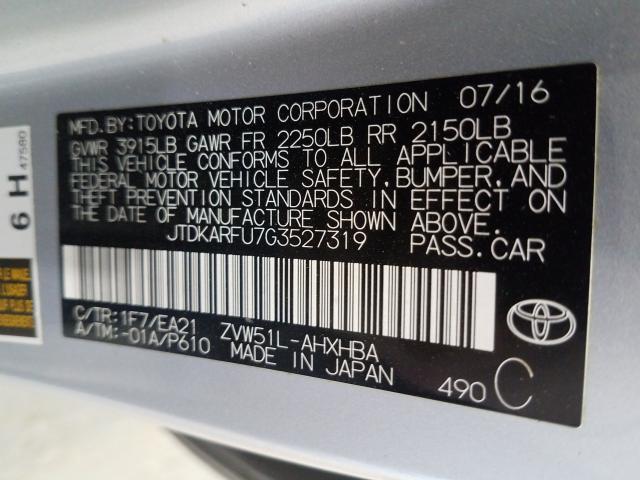 MFD. BY: TOYOTA MOTOR CORPORATION 07/16
GVWR 3915LB GAWR FR 2250LB RR 2150LB
THIS VEHICLE CONFORMS TO ALL APPLICABLE
FEDERAL MOTOR VEHICLE SAFETY, BUMPER, AND
THEFT PREVENTION STANDARDS IN EFFECT ON
THE DATE OF MANUFACTURE SHOWN ABOVE.
JTDKARFU7G3527319 PASS. CAR
C/TR: 1F7/EA21 ZVW51L-AHXHBA
A/TM: -01A/P610 MADE IN JAPAN
490 C
6 H 47580